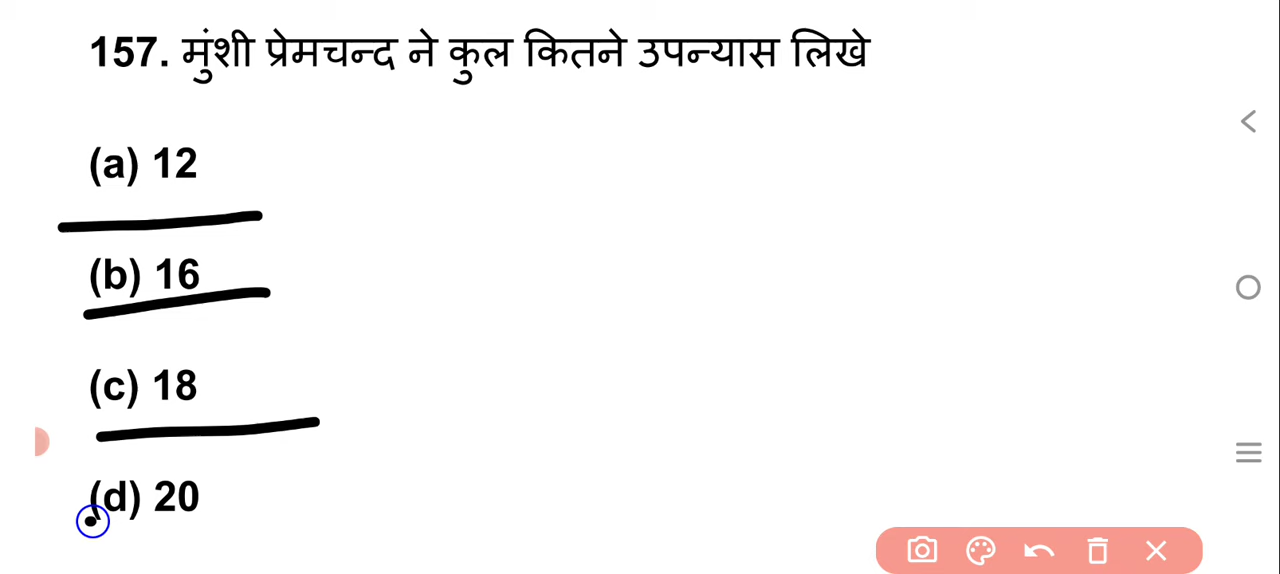 157. मुंशी प्रेमचन्द ने कुल कितने उपन्यास लिखे
(a) 12
(b) 16
(c) 18
(d) 20